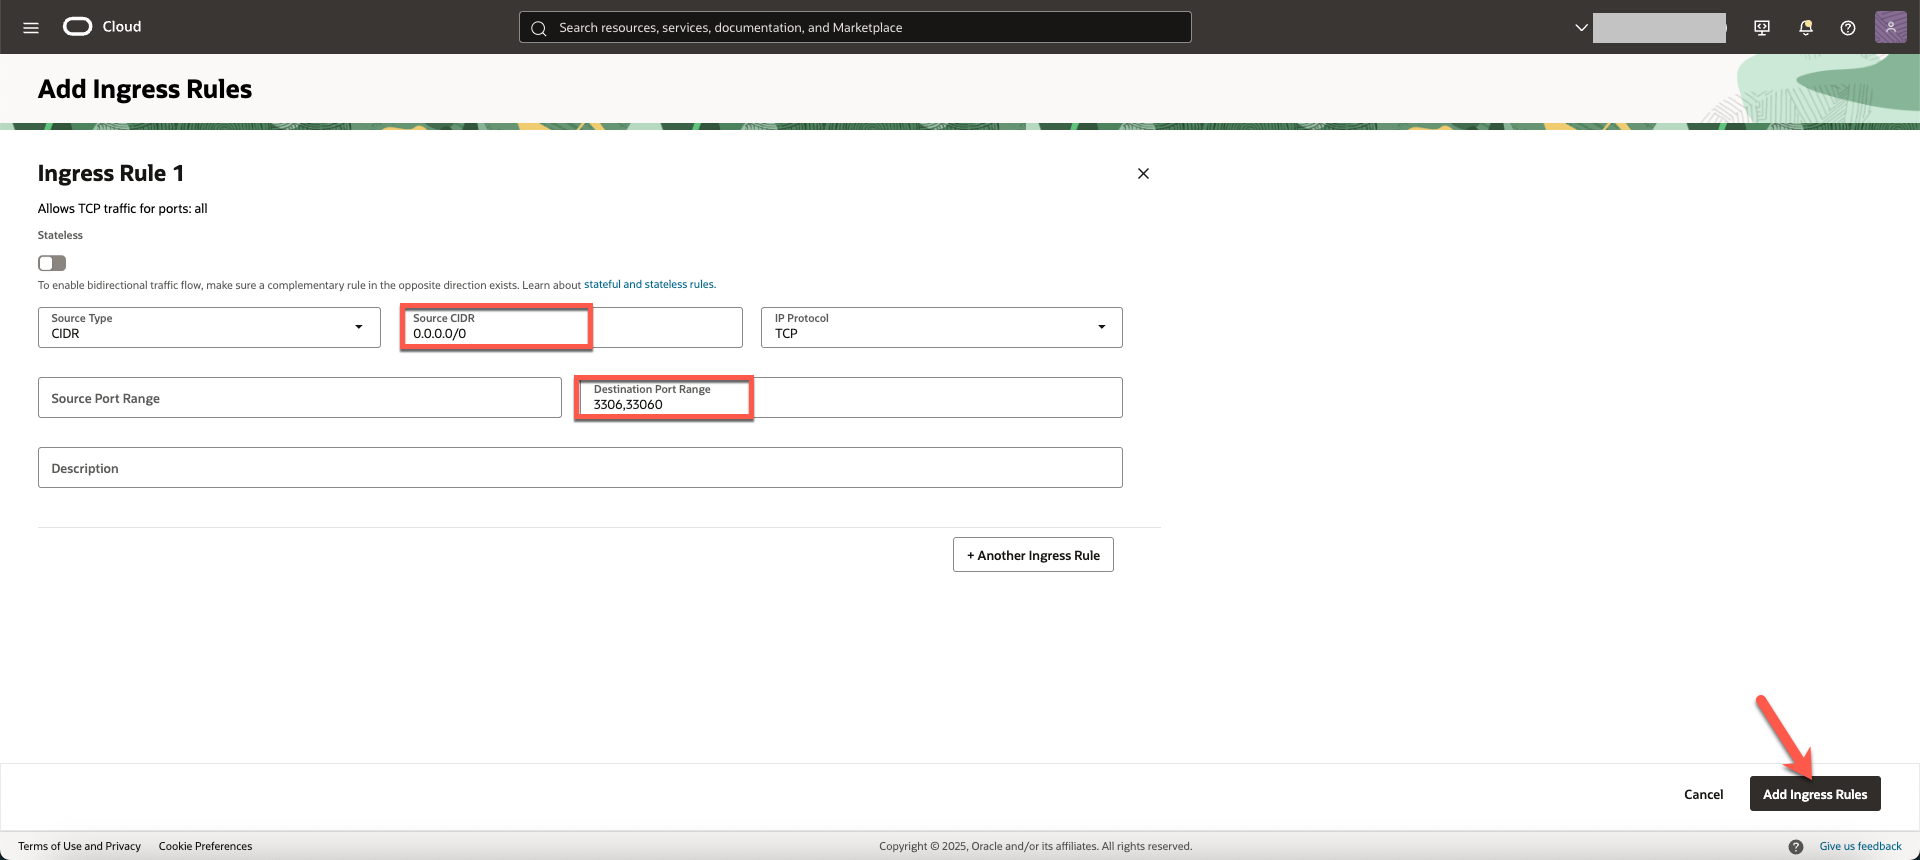 Cloud
Search resources, services, documentation, and Marketplace
Add Ingress Rules
Ingress Rule 1
Allows TCP traffic for ports: all
Stateless
To enable bidirectional traffic flow, make sure a complementary rule in the opposite direction exists. Learn about stateful and stateless rules.
Source Type
CIDR
Source CIDR
0.0.0.0/0
IP Protocol
TCP
Source Port Range
Destination Port Range
3306,33060
Description
+ Another Ingress Rule
Cancel
Add Ingress Rules
Terms of Use and Privacy
Cookie Preferences
Copyright © 2025, Oracle and/or its affiliates. All rights reserved.
Give us feedback